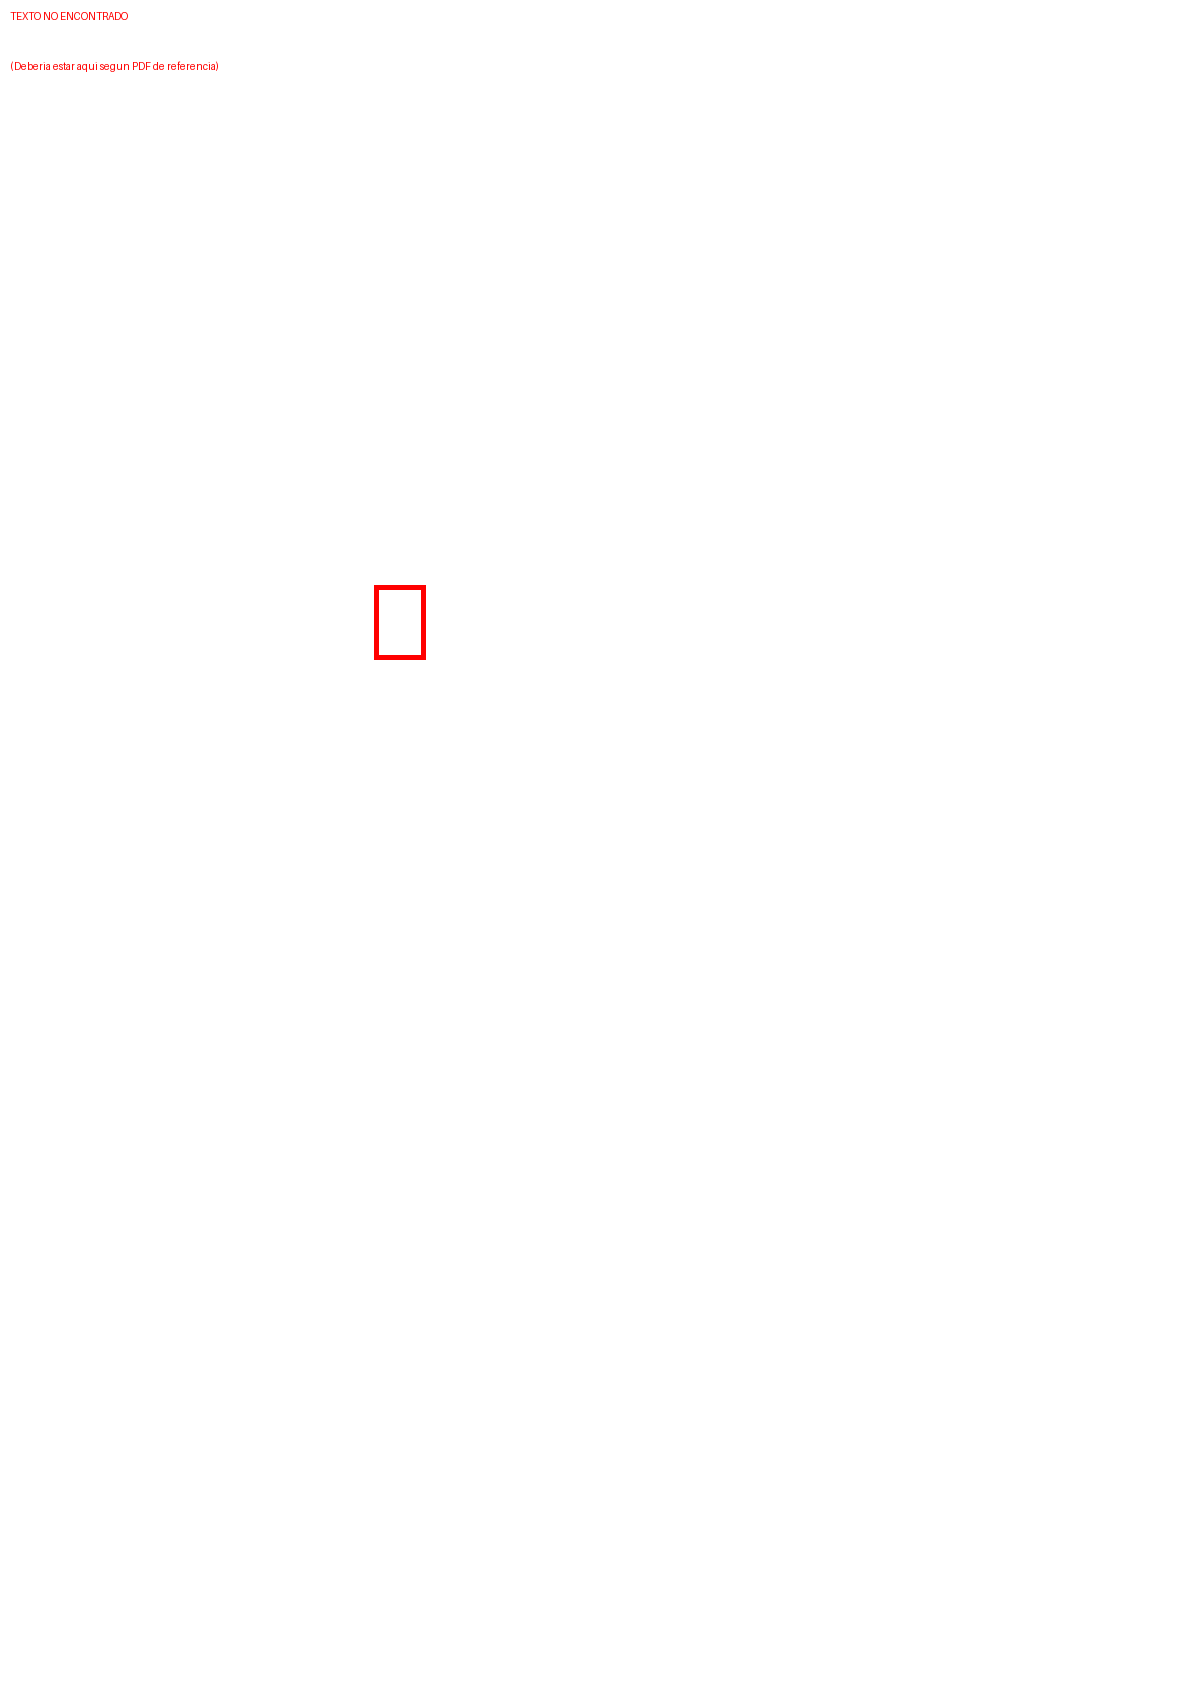 TEXTO NO ENCONTRADO
(Deberia estar aqui segun PDF de referencia)